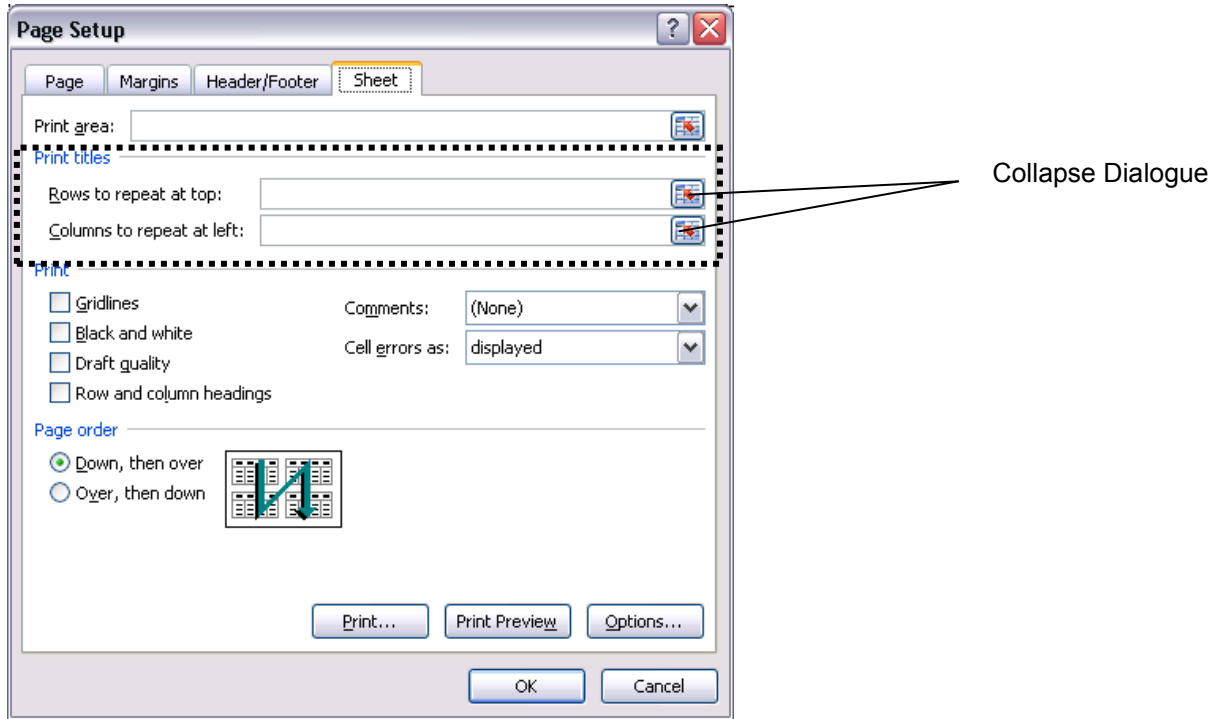 Page Setup
Page Margins Header/Footer Sheet
Print area:
Print titles
Rows to repeat at top:
Collapse Dialogue
Columns to repeat at left:
Print
Gridlines
Comments: (None)
Black and white
Cell errors as: displayed
Draft quality
Row and column headings
Page order
Down, then over
Over, then down
Print... Print Preview Options...
OK Cancel